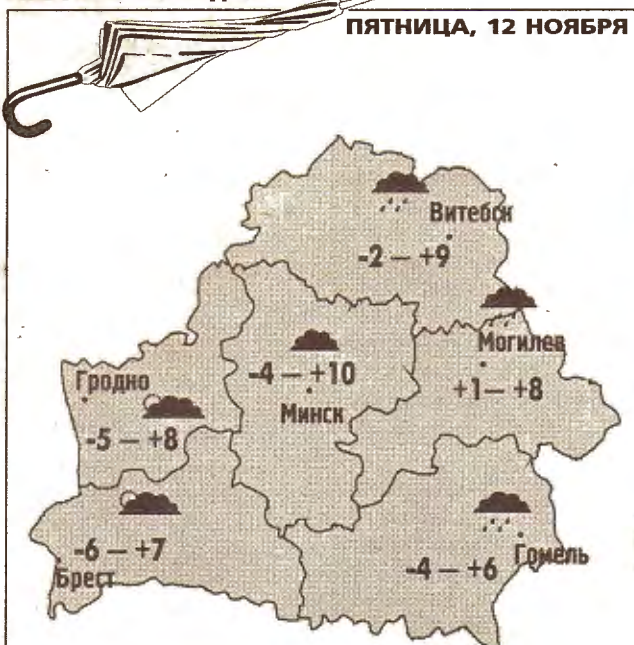 ПЯТНИЦА, 12 НОЯБРЯ
Витебск
-2 — +9
Могилев
+1 — +8
-4 — +10
Минск
Гродно
-5 — +8
-6 — +7
Брест
-4 — +6
Гомель